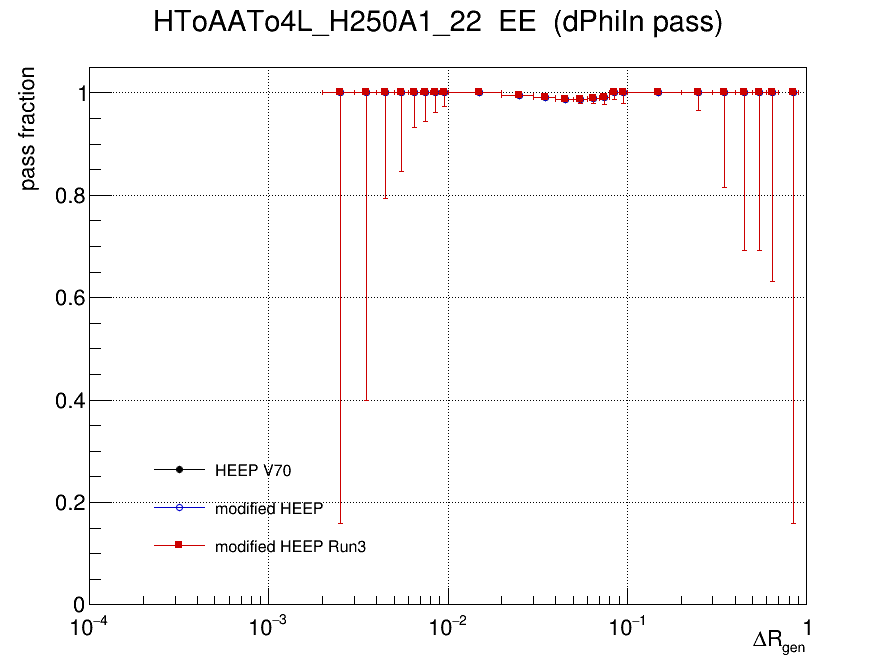 HToAATo4L_H250A1_22 EE (dPhiIn pass)
pass fraction
1
0.8
0.6
0.4
0.2
0
HEEP V70
modified HEEP
modified HEEP Run3
10⁻⁴ 10⁻³ 10⁻² 10⁻¹ 1
ΔR_gen